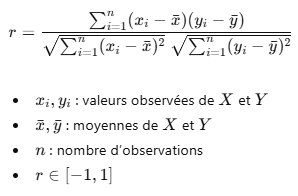 r = \frac{\sum_{i=1}^{n}(x_i - \bar{x})(y_i - \bar{y})}{\sqrt{\sum_{i=1}^{n}(x_i - \bar{x})^2}\ \sqrt{\sum_{i=1}^{n}(y_i - \bar{y})^2}}
• x_i, y_i : valeurs observées de X et Y
• \bar{x}, \bar{y} : moyennes de X et Y
• n : nombre d’observations
• r ∈ [−1, 1]